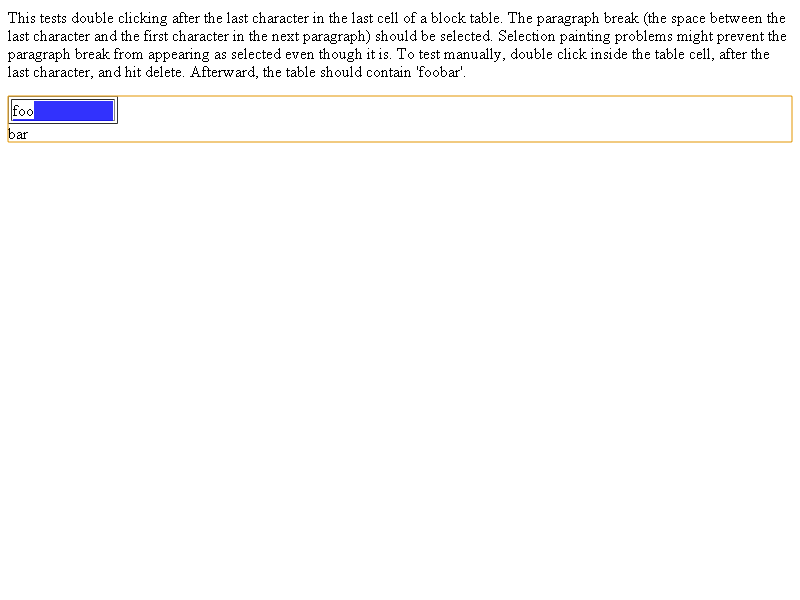 This tests double clicking after the last character in the last cell of a block table. The paragraph break (the space between the
last character and the first character in the next paragraph) should be selected. Selection painting problems might prevent the
paragraph break from appearing as selected even though it is. To test manually, double click inside the table cell, after the
last character, and hit delete. Afterward, the table should contain 'foobar'.
foo
bar